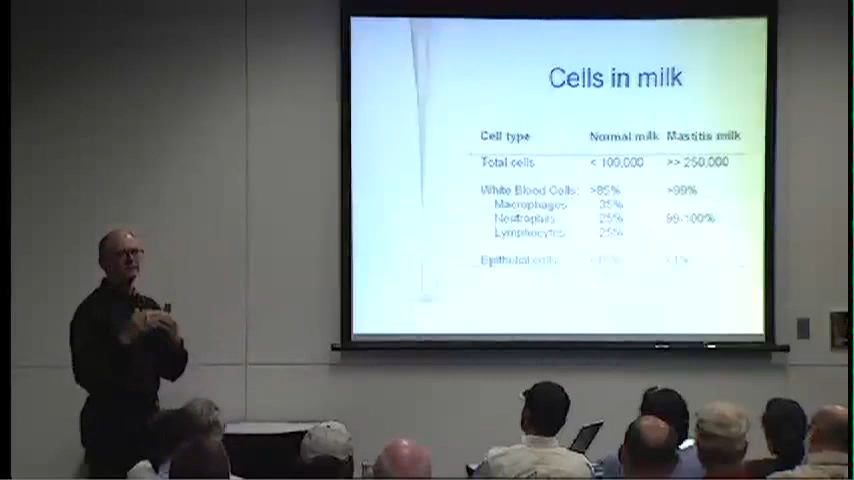 Cells in milk
Cell type Normal milk Mastitis milk
Total cells < 100,000 >> 250,000
White Blood Cells: >85% >99%
Macrophages 35%
Neutrophils 25% 99-100%
Lymphocytes 25%
Epithelial cells